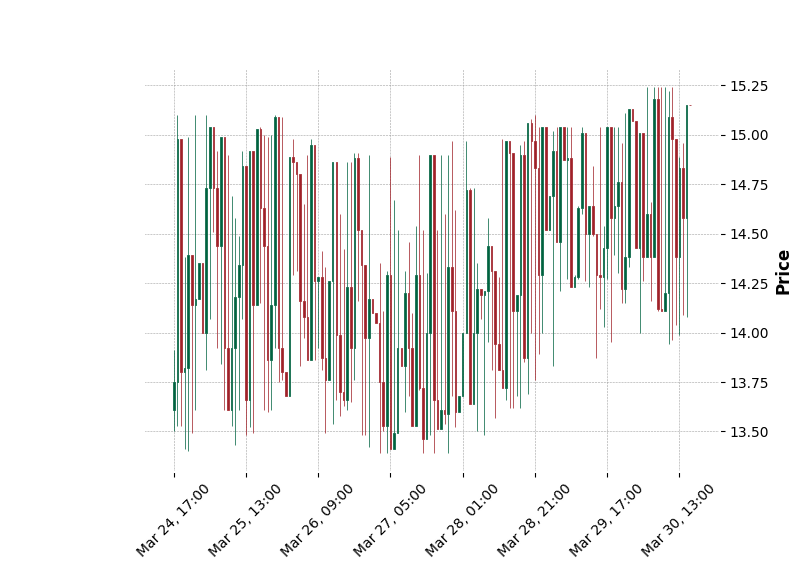 15.25
15.00
14.75
14.50
14.25
14.00
13.75
13.50
Price
Mar 24, 17:00
Mar 25, 13:00
Mar 26, 09:00
Mar 27, 05:00
Mar 28, 01:00
Mar 28, 21:00
Mar 29, 17:00
Mar 30, 13:00